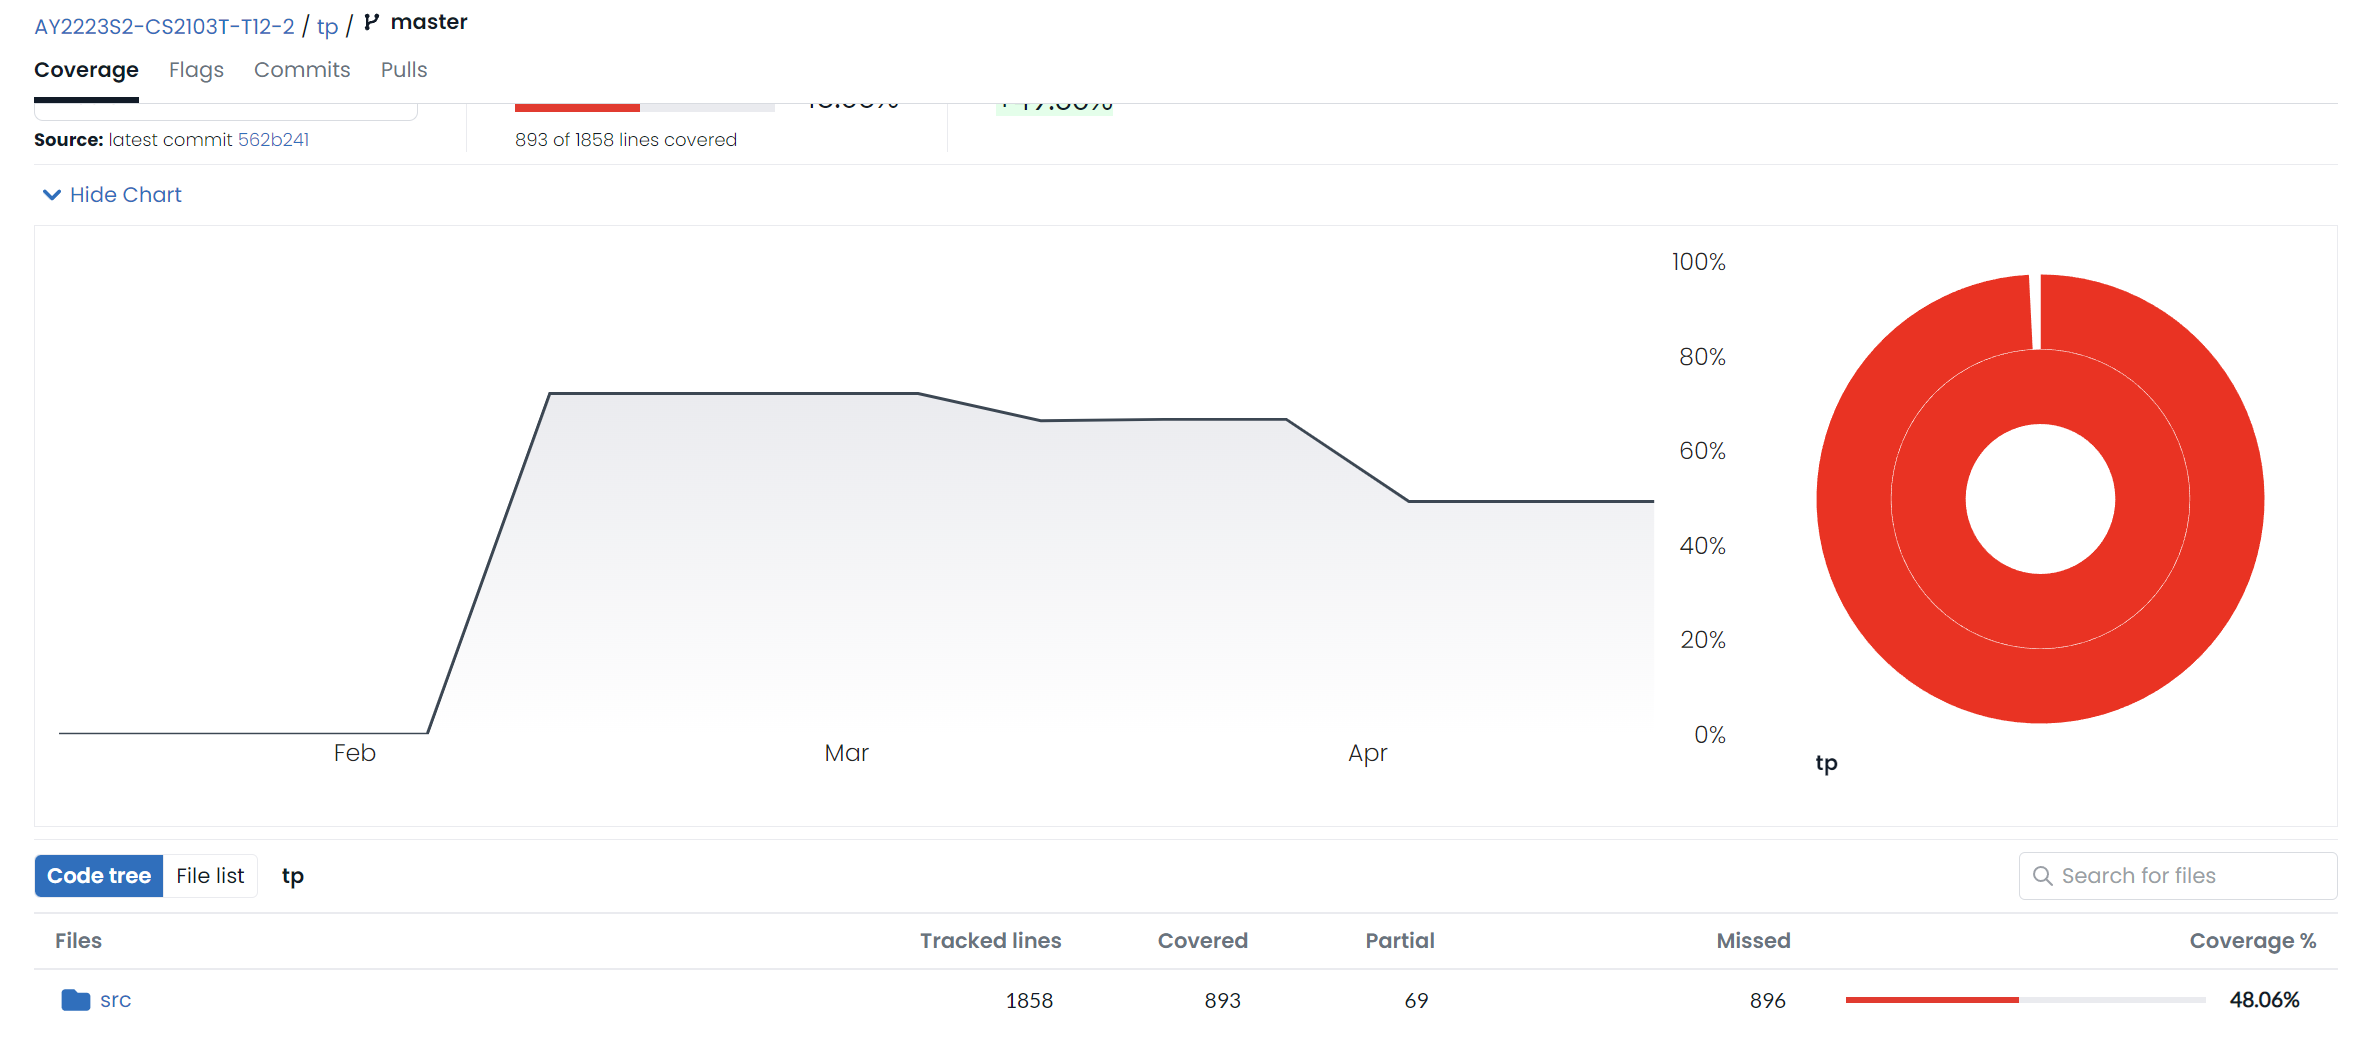 AY2223S2-CS2103T-T12-2 / tp / master
Coverage Flags Commits Pulls
Source: latest commit 562b241
893 of 1858 lines covered
Hide Chart
100%
80%
60%
40%
20%
0%
Feb Mar Apr
tp
Code tree File list tp Search for files
Files Tracked lines Covered Partial Missed Coverage %
src 1858 893 69 896 48.06%